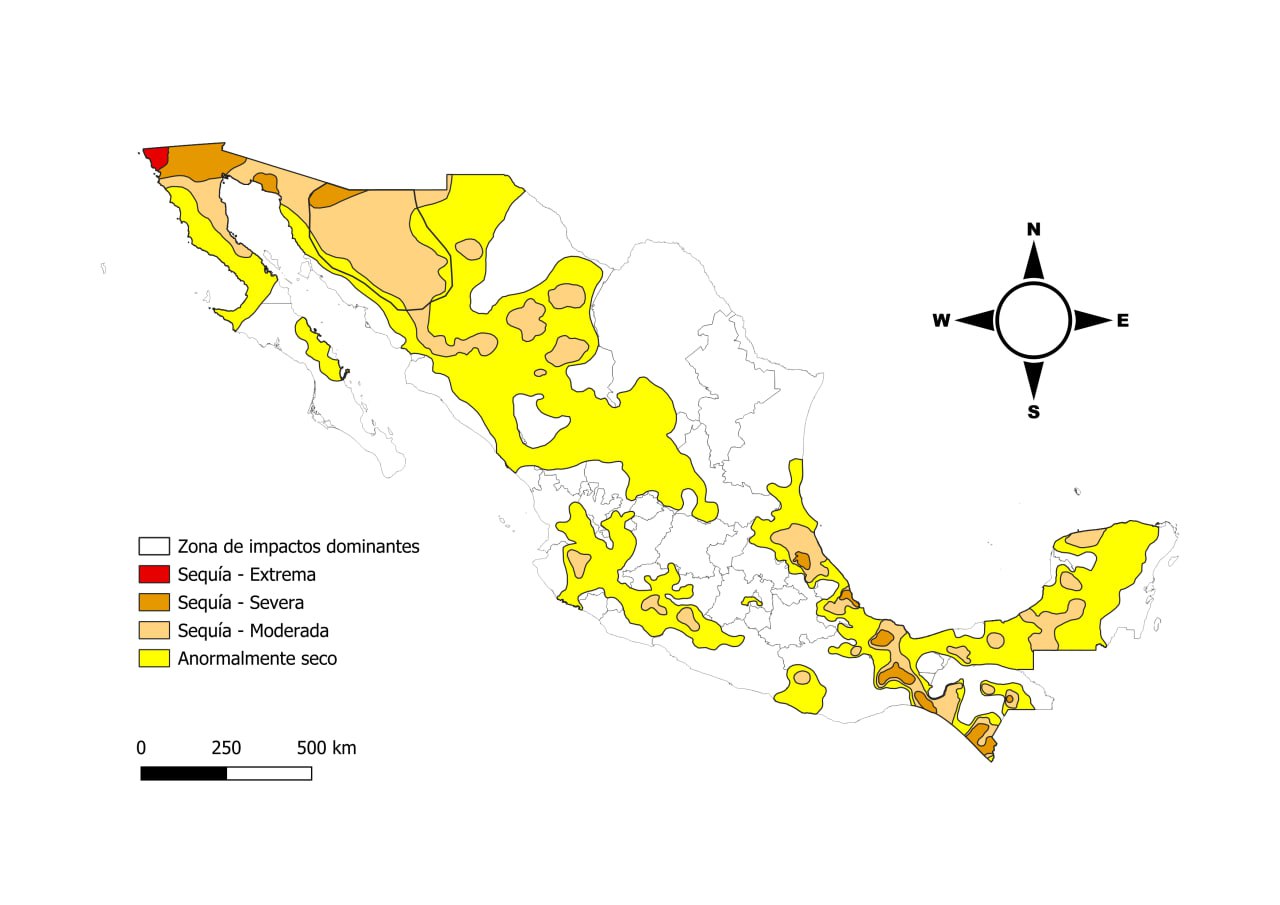 N
W
E
S
Zona de impactos dominantes
Sequía - Extrema
Sequía - Severa
Sequía - Moderada
Anormalmente seco
0 250 500 km